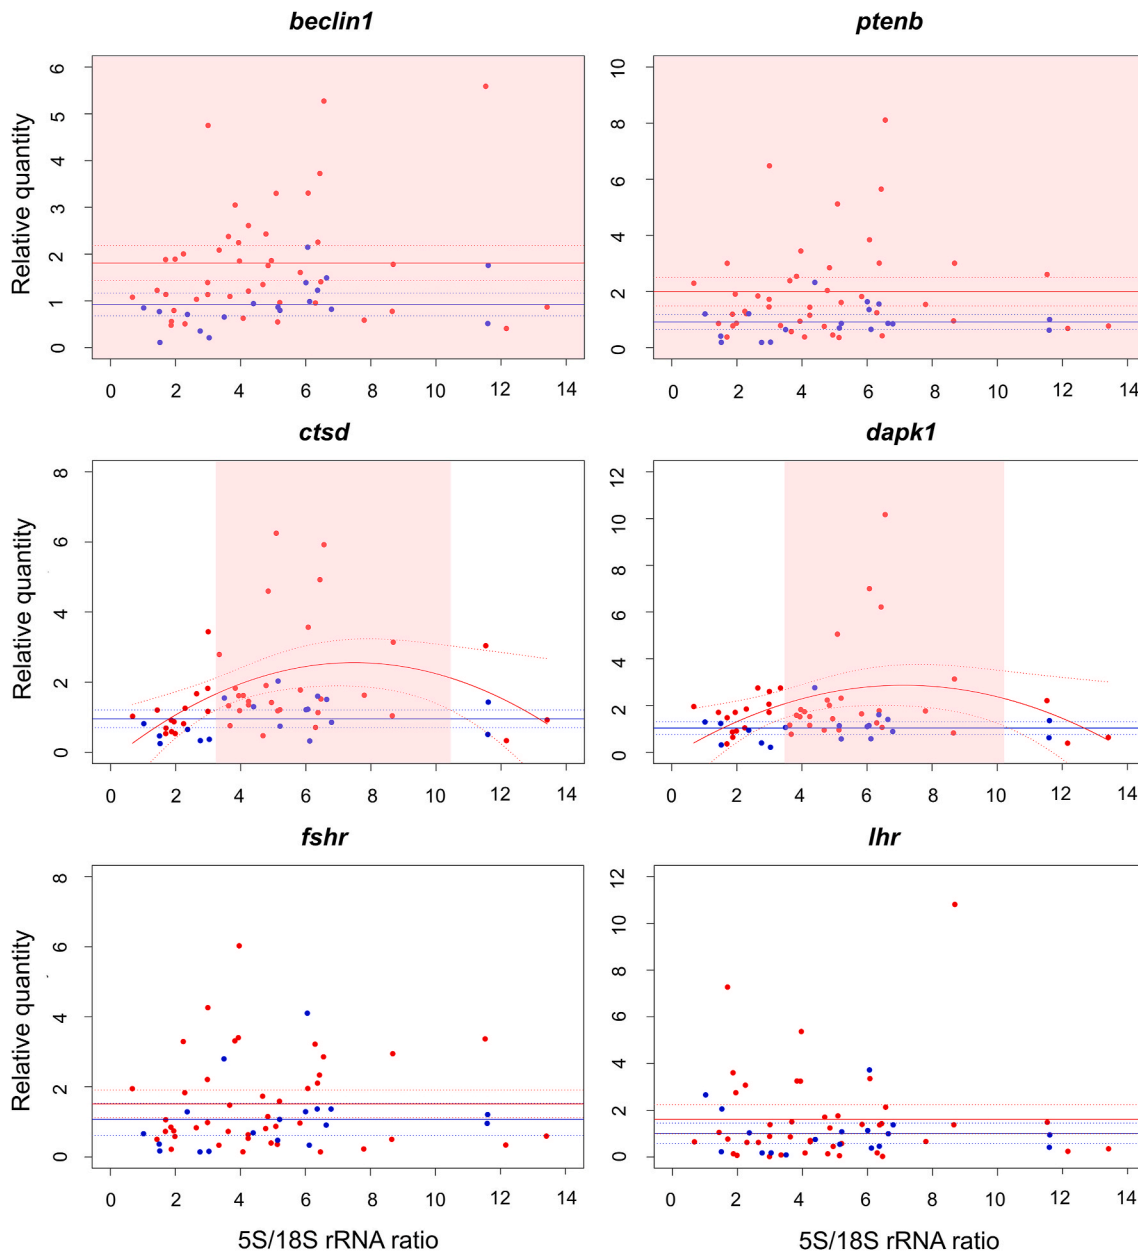 beclin1
ptenb
Relative quantity
0 1 2 3 4 5 6
0 2 4 6 8 10
0 2 4 6 8 10 12 14
0 2 4 6 8 10 12 14
ctsd
dapk1
Relative quantity
0 2 4 6 8
0 2 4 6 8 10 12
0 2 4 6 8 10 12 14
0 2 4 6 8 10 12 14
fshr
lhr
Relative quantity
0 2 4 6 8
0 2 4 6 8 10 12
0 2 4 6 8 10 12 14
0 2 4 6 8 10 12 14
5S/18S rRNA ratio
5S/18S rRNA ratio